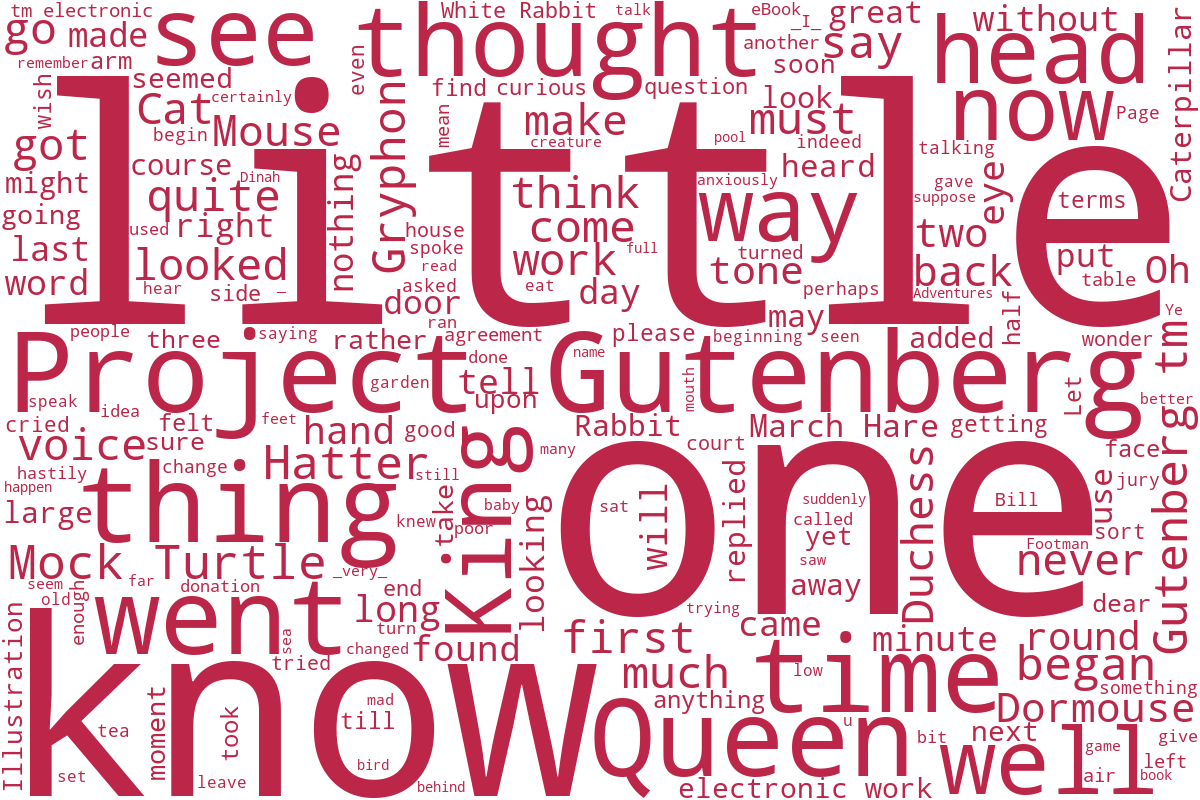 tm electronic
White Rabbit
talk
eBook
_I_
great
without
go
made
see
thought
another
say
head
remember
arm
seemed
even
soon
wish
Cat
certainly
find
curious
question
look
now
Page
little
got
begin
Mouse
Gryphon
mean
make
creature
must
pool
indeed
talking
Caterpillar
might
course
Dinah
nothing
think
anxiously
heard
gave
eye
terms
going
quite
way
suppose
last
used
right
house
come
two
word
looked
spoke
full
turned
back
put
Oh
hear
side
_
read
work
tone
asked
eat
day
perhaps
Adventures
table
door
may
half
Ye
people
three
saying
rather
ran
agreement
please
beginning
seen
added
wonder
tm
Project Gutenberg
done
name
garden
tell
mouth
Let
speak
idea
upon
better
cried
felt
feet
hand
good
Rabbit
March Hare
getting
voice
sure
King
many
court
face
hastily
change
Hatter
still
one
Duchess
use
jury
happen
thing
take
baby
looking
sat
will
replied
suddenly
Bill
Gutenberg
large
knew
poor
called
yet
sort
Mock Turtle
_very_
saw
Footman
never
seem
far
donation
end
away
old
enough
went
long
trying
dear
Illustration
sea
turn
first
came
minute
round
know
tried
changed
found
much
time
low
began
something
moment
mad
Queen
anything
Dormouse
tea
took
till
u
bit
next
well
game
give
set
leave
bird
behind
electronic work
air
left
book